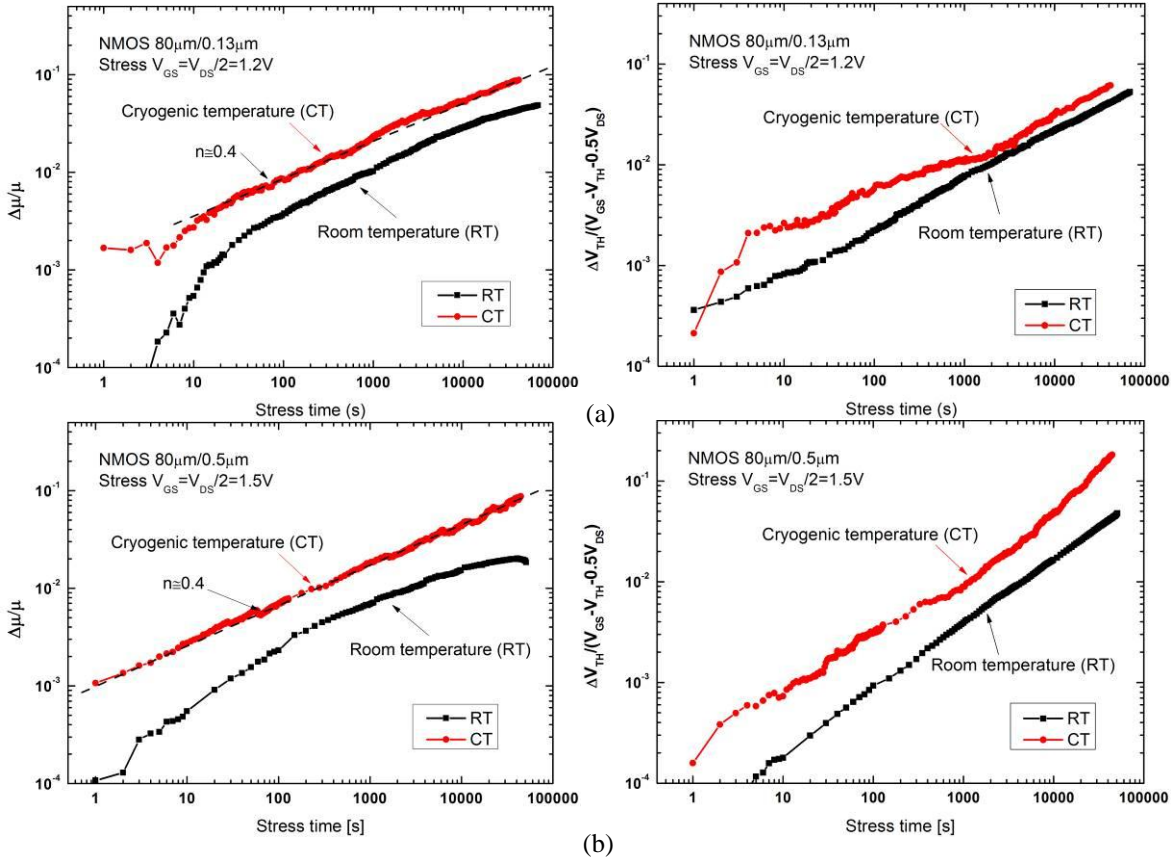 NMOS 80μm/0.13μm
Stress V_GS=V_DS/2=1.2V
Cryogenic temperature (CT)
n≅0.4
Room temperature (RT)
RT
CT
Δμ/μ
10^-1
10^-2
10^-3
10^-4
1 10 100 1000 10000 100000
Stress time (s)
NMOS 80μm/0.13μm
Stress V_GS=V_DS/2=1.2V
Cryogenic temperature (CT)
Room temperature (RT)
RT
CT
ΔV_TH/(V_GS-V_TH-0.5V_DS)
10^-1
10^-2
10^-3
10^-4
1 10 100 1000 10000 100000
Stress time (s)
(a)
NMOS 80μm/0.5μm
Stress V_GS=V_DS/2=1.5V
Cryogenic temperature (CT)
n≅0.4
Room temperature (RT)
RT
CT
Δμ/μ
10^-1
10^-2
10^-3
10^-4
1 10 100 1000 10000 100000
Stress time [s]
NMOS 80μm/0.5μm
Stress V_GS=V_DS/2=1.5V
Cryogenic temperature (CT)
Room temperature (RT)
RT
CT
ΔV_TH/(V_GS-V_TH-0.5V_DS)
10^-1
10^-2
10^-3
10^-4
1 10 100 1000 10000 100000
Stress time [s]
(b)